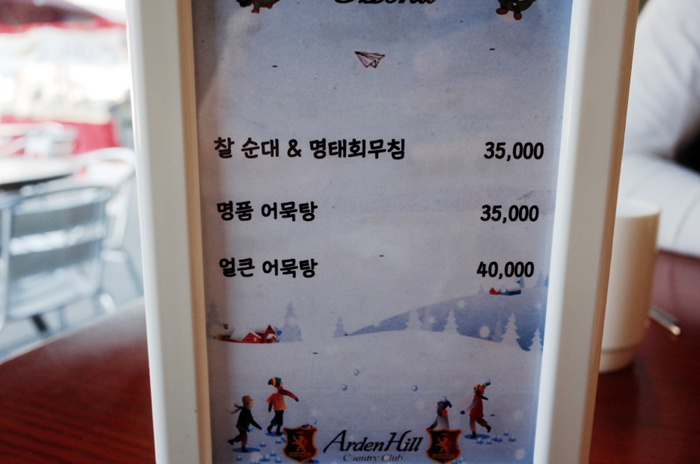 찰 순대 & 명태회무침 35,000
명품 어묵탕 35,000
얼큰 어묵탕 40,000
ArdenHill
Country Club